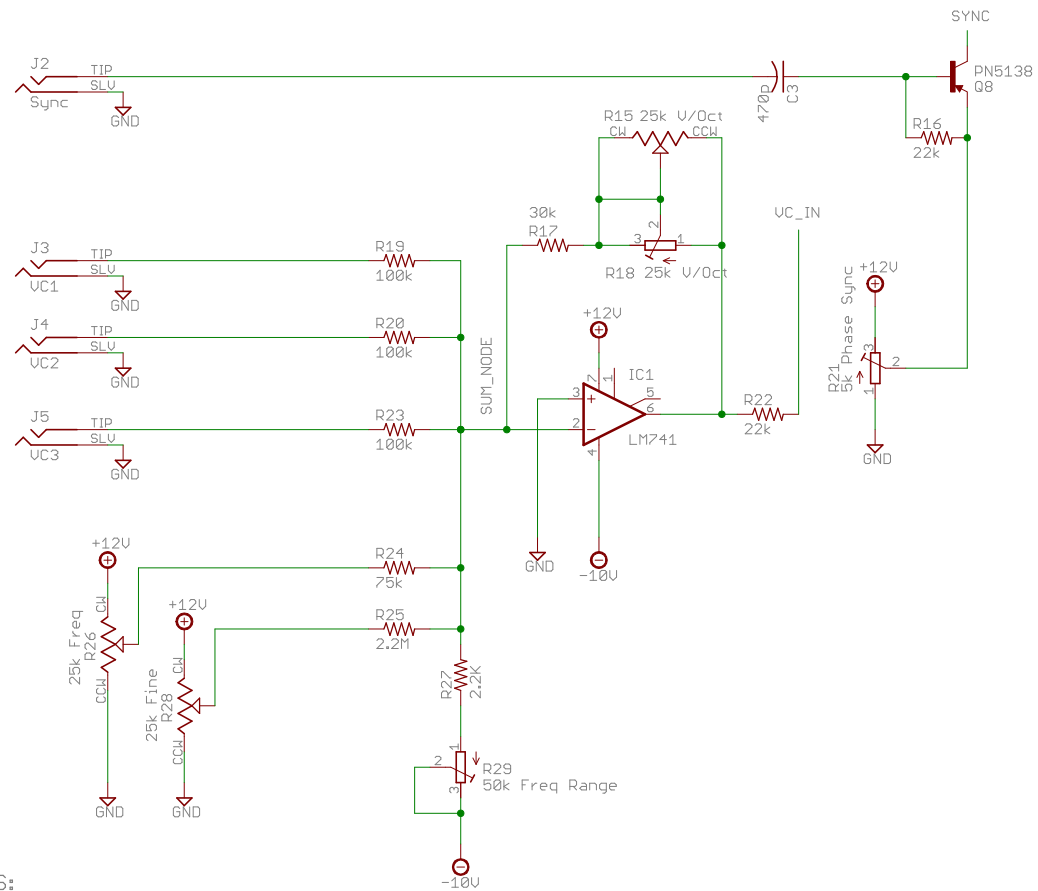 SYNC
J2
TIP
SLV
Sync
GND
470p
C3
PN5138
Q8
R16
22k
R15 25k V/Oct
CW
CCW
30k
R17
3
2
1
R18 25k V/Oct
VC_IN
J3
TIP
SLV
VC1
GND
R19
100k
J4
TIP
SLV
VC2
GND
R20
100k
J5
TIP
SLV
VC3
GND
R23
100k
SUM_NODE
+12V
7
1
IC1
3
+
5
6
2
-
4
LM741
GND
-10V
R22
22k
+12V
R21
5k Phase Sync
3
2
1
GND
+12V
CW
25k Freq
R26
CCW
GND
+12V
CW
25k Fine
R28
CCW
GND
R24
75k
R25
2.2M
R27
2.2K
1
2
3
R29
50k Freq Range
-10V
S: